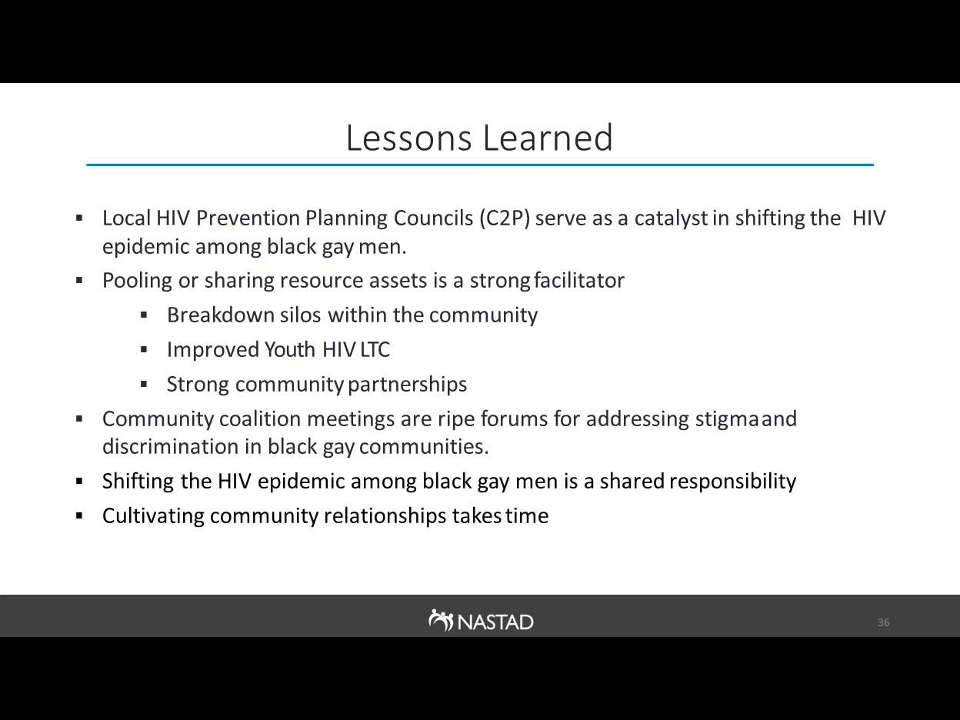 Lessons Learned
▪ Local HIV Prevention Planning Councils (C2P) serve as a catalyst in shifting the HIV
epidemic among black gay men.
▪ Pooling or sharing resource assets is a strong facilitator
▪ Breakdown silos within the community
▪ Improved Youth HIV LTC
▪ Strong community partnerships
▪ Community coalition meetings are ripe forums for addressing stigma and
discrimination in black gay communities.
▪ Shifting the HIV epidemic among black gay men is a shared responsibility
▪ Cultivating community relationships takes time
NASTAD
36